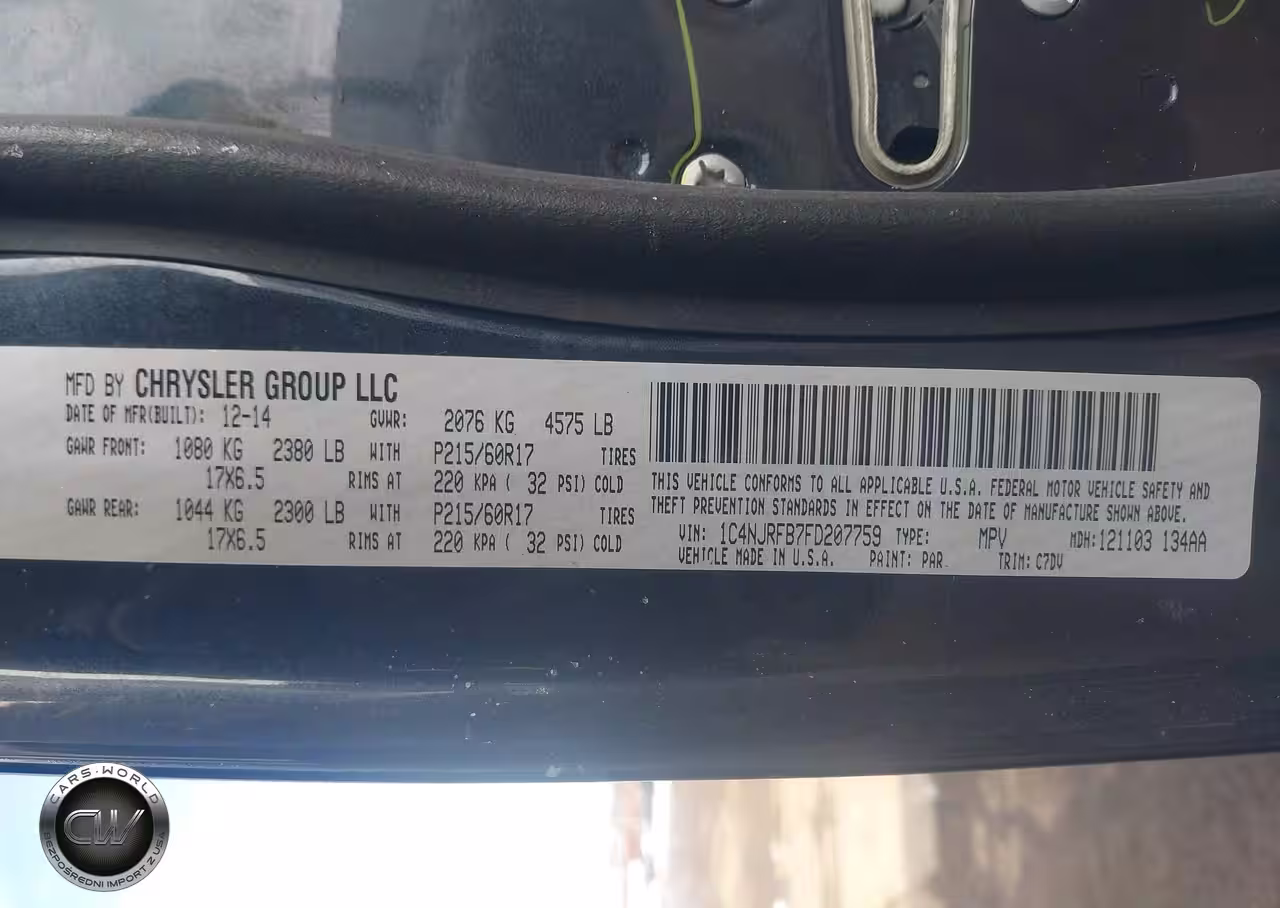 MFD BY CHRYSLER GROUP LLC
DATE OF MFR(BUILT): 12-14 GVWR: 2076 KG 4575 LB
GAWR FRONT: 1080 KG 2380 LB WITH P215/60R17 TIRES
17X6.5 RIMS AT 220 KPA ( 32 PSI) COLD
GAWR REAR: 1044 KG 2300 LB WITH P215/60R17 TIRES
17X6.5 RIMS AT 220 KPA ( 32 PSI) COLD
THIS VEHICLE CONFORMS TO ALL APPLICABLE U.S.A. FEDERAL MOTOR VEHICLE SAFETY AND
THEFT PREVENTION STANDARDS IN EFFECT ON THE DATE OF MANUFACTURE SHOWN ABOVE.
VIN: 1C4NJRFB7FD207759 TYPE: MPV MDH:121103 134AA
VEHICLE MADE IN U.S.A. PAINT: PAR TRIM: C7DV
CARS·WORLD
CW
BEZPOŚREDNI IMPORT Z USA